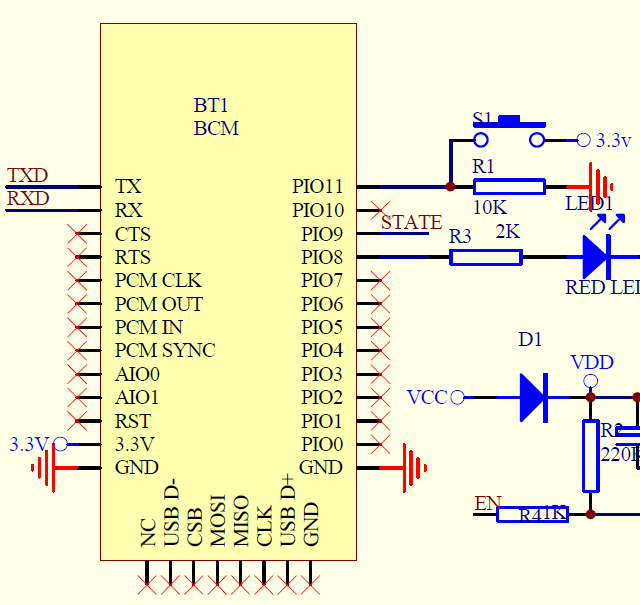 BT1
BCM
S1
3.3v
TXD
TX
PIO11
R1
RXD
RX
PIO10
10K
LED1
CTS
PIO9
STATE
R3
2K
RTS
PIO8
PCM CLK
PIO7
RED LED
PCM OUT
PIO6
PCM IN
PIO5
D1
PCM SYNC
PIO4
VDD
AIO0
PIO3
AIO1
PIO2
VCC
RST
PIO1
R2
3.3V
3.3V
PIO0
220R
GND
GND
NC
USB D-
CSB
MOSI
MISO
CLK
USB D+
GND
EN
R4
1K